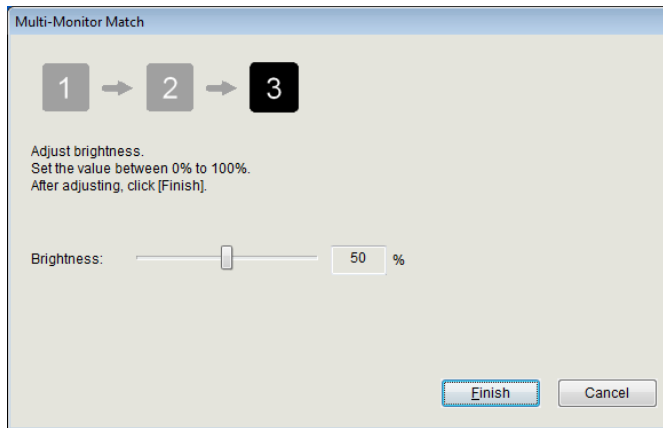 Multi-Monitor Match
1 2 3
Adjust brightness.
Set the value between 0% to 100%.
After adjusting, click [Finish].
Brightness: 50 %
Finish Cancel